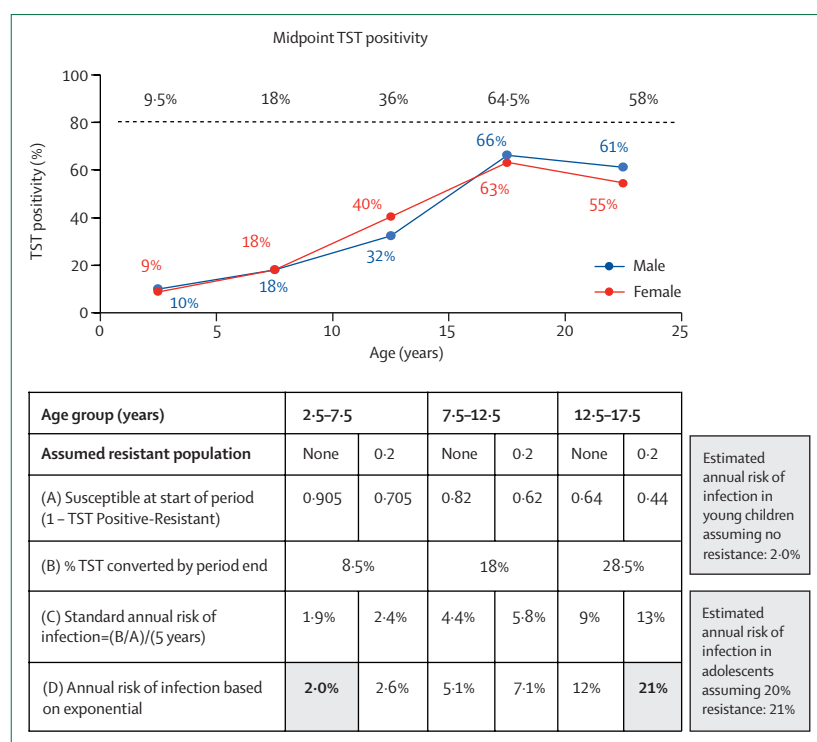 Midpoint TST positivity
100
80
60
40
20
0
TST positivity (%)
9·5%
18%
36%
64·5%
58%
9%
10%
18%
18%
40%
32%
66%
63%
61%
55%
Male
Female
0
5
10
15
20
25
Age (years)
Age group (years) 2·5–7·5 7·5–12·5 12·5–17·5
Assumed resistant population None 0·2 None 0·2 None 0·2
(A) Susceptible at start of period
(1 – TST Positive-Resistant)
0·905 0·705 0·82 0·62 0·64 0·44
(B) % TST converted by period end 8·5% 18% 28·5%
(C) Standard annual risk of
infection=(B/A)/(5 years)
1·9% 2·4% 4·4% 5·8% 9% 13%
(D) Annual risk of infection based
on exponential
2·0% 2·6% 5·1% 7·1% 12% 21%
Estimated
annual risk of
infection in
young children
assuming no
resistance: 2·0%
Estimated
annual risk of
infection in
adolescents
assuming 20%
resistance: 21%